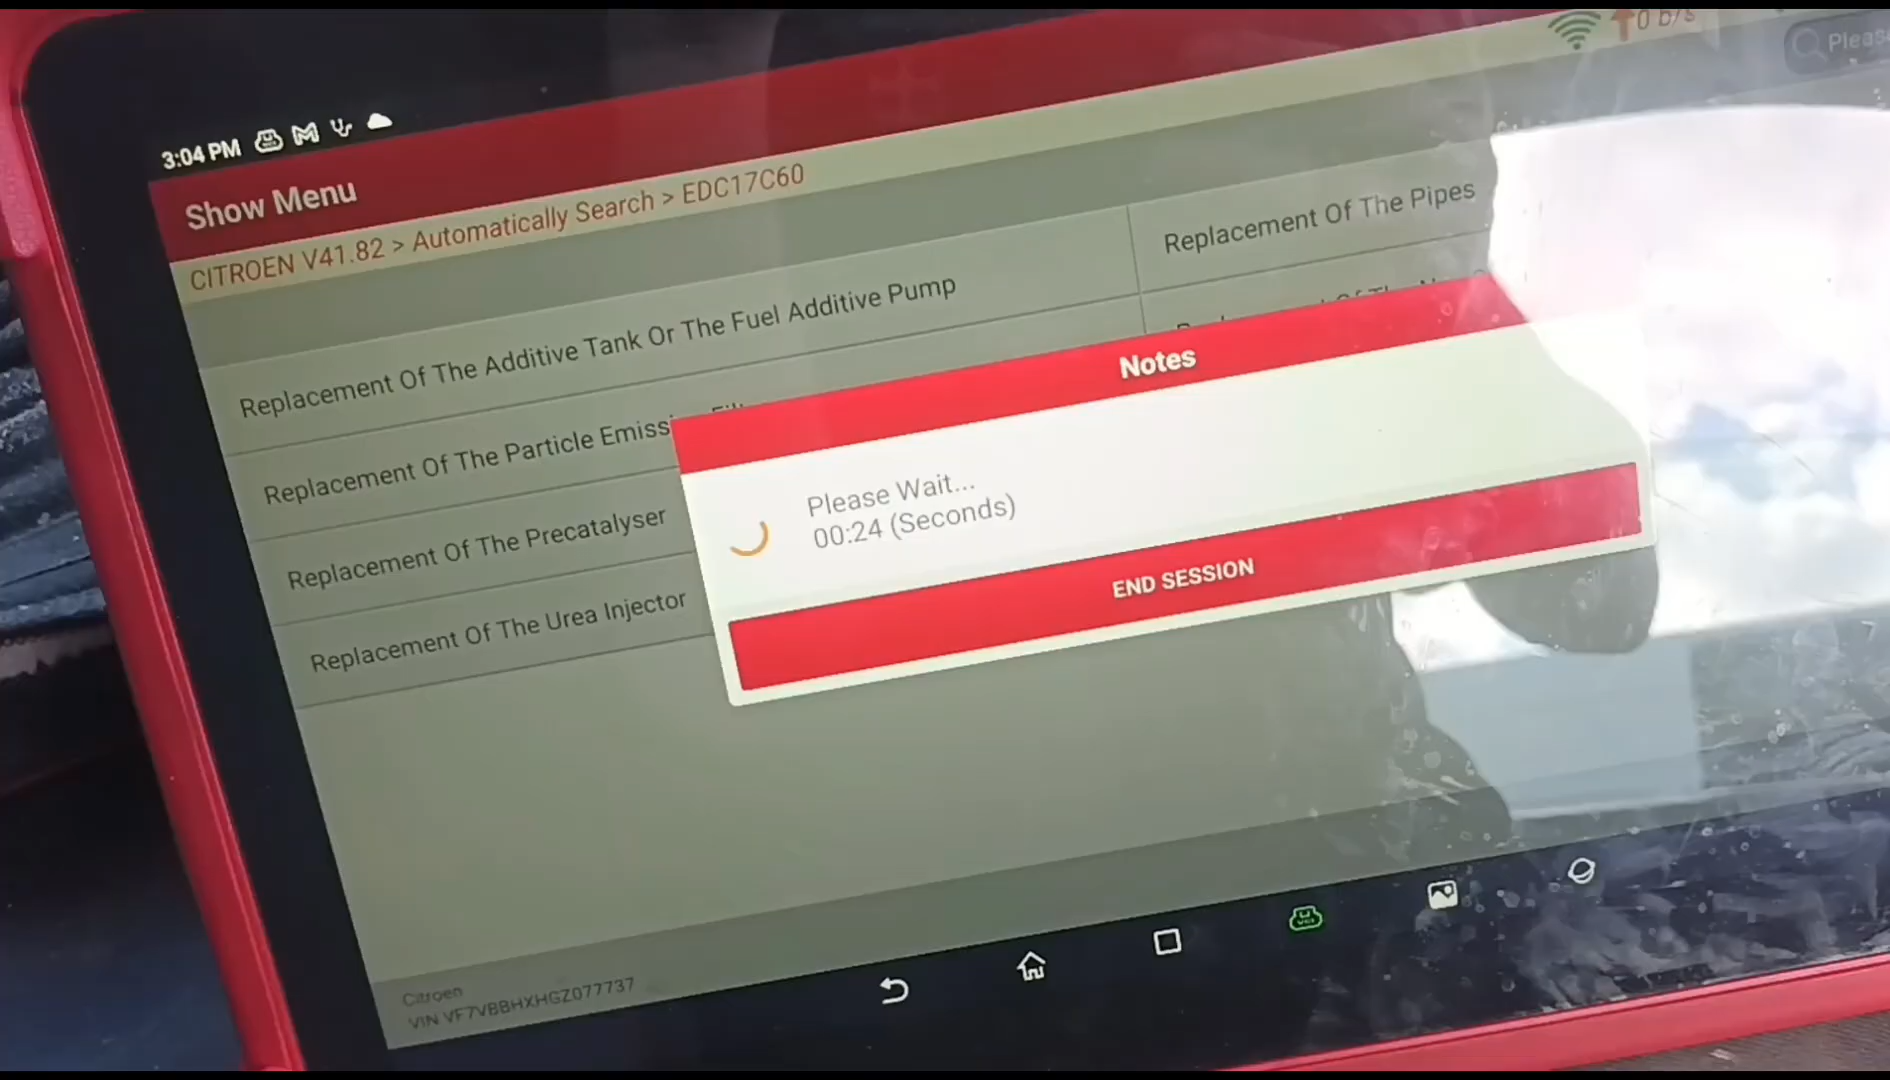 3:04 PM
0 b/s
Show Menu
CITROEN V41.82 > Automatically Search > EDC17C60
Replacement Of The Additive Tank Or The Fuel Additive Pump
Replacement Of The Pipes
Replacement Of The Particle
Replacement Of The Precatalyser
Replacement Of The Urea Injector
Notes
Please Wait...
00:24 (Seconds)
END SESSION
Citroen
VIN VF7VBBHXHGZ077737